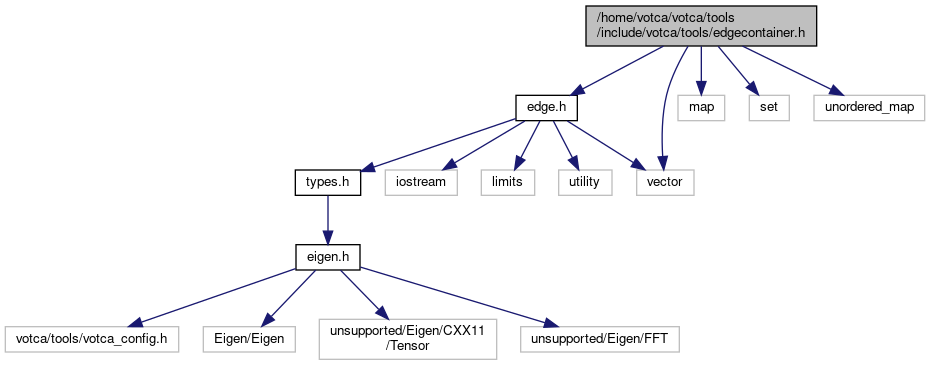 /home/votca/votca/tools
/include/votca/tools/edgecontainer.h
edge.h
map
set
unordered_map
types.h
iostream
limits
utility
vector
eigen.h
votca/tools/votca_config.h
Eigen/Eigen
unsupported/Eigen/CXX11
/Tensor
unsupported/Eigen/FFT